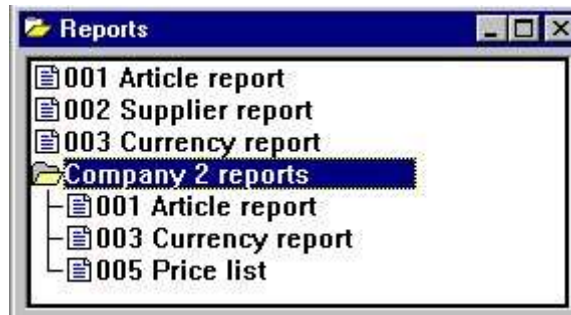 Reports
001 Article report
002 Supplier report
003 Currency report
Company 2 reports
001 Article report
003 Currency report
005 Price list